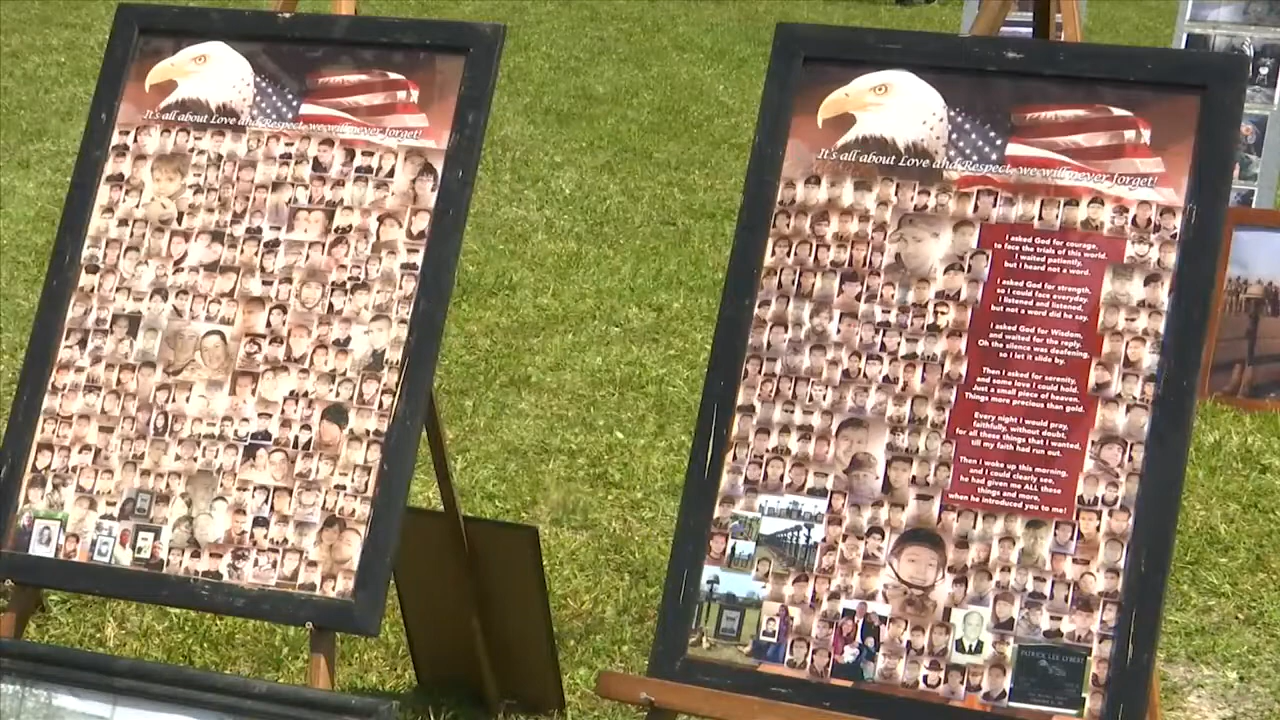 It's all about Love and Respect, we will never forget!
It's all about Love and Respect, we will never forget!
I asked God for courage,
to face the trials of this world.
I waited patiently,
but I heard not a word.
I asked God for strength,
so I could face everyday.
I listened and listened,
but not a word did he say.
I asked God for Wisdom,
and waited for the reply.
Oh the silence was deafening,
so I let it slide by.
Then I asked for serenity,
and some love I could hold.
Just a small piece of heaven,
Things more precious than gold.
Every night I would pray,
faithfully, without doubt,
for all these things that I wanted,
till my faith had run out.
Then I woke up this morning,
and I could clearly see,
he had given me ALL these
things and more,
when he introduced you to me!
PATRICK LEE